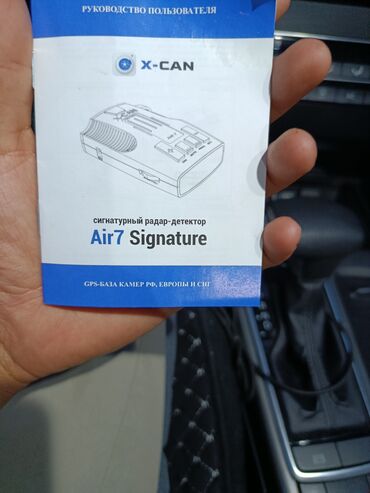 РУКОВОДСТВО ПОЛЬЗОВАТЕЛЯ
X-CAN
сигнатурный радар-детектор
Air7 Signature
GPS-БАЗА КАМЕР РФ, ЕВРОПЫ И СНГ